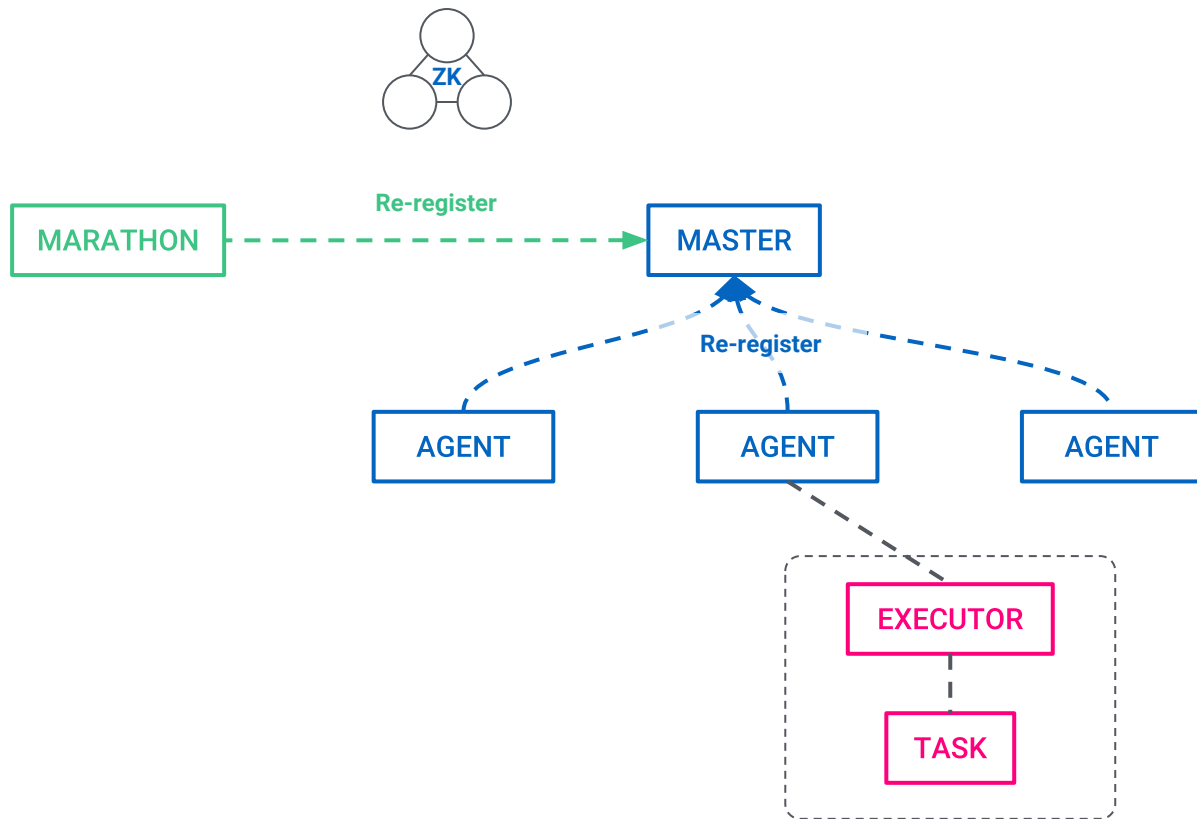 ZK
Re-register
MARATHON
MASTER
Re-register
AGENT
AGENT
AGENT
EXECUTOR
TASK